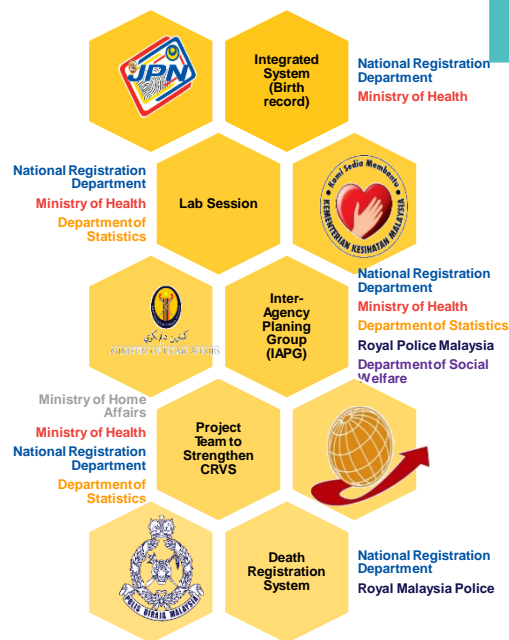 JPN
Integrated
System
(Birth
record)
National Registration
Department
Ministry of Health
National Registration
Department
Ministry of Health
Department of
Statistics
Lab Session
Kami Sedia Membantu
KEMENTERIAN KESIHATAN MALAYSIA
MINISTRY OF HOME AFFAIRS
Inter-
Agency
Planing
Group
(IAPG)
National Registration
Department
Ministry of Health
Department of Statistics
Royal Police Malaysia
Department of Social
Welfare
Ministry of Home
Affairs
Ministry of Health
National Registration
Department
Department of
Statistics
Project
Team to
Strengthen
CRVS
POLIS DIRAJA MALAYSIA
Death
Registration
System
National Registration
Department
Royal Malaysia Police